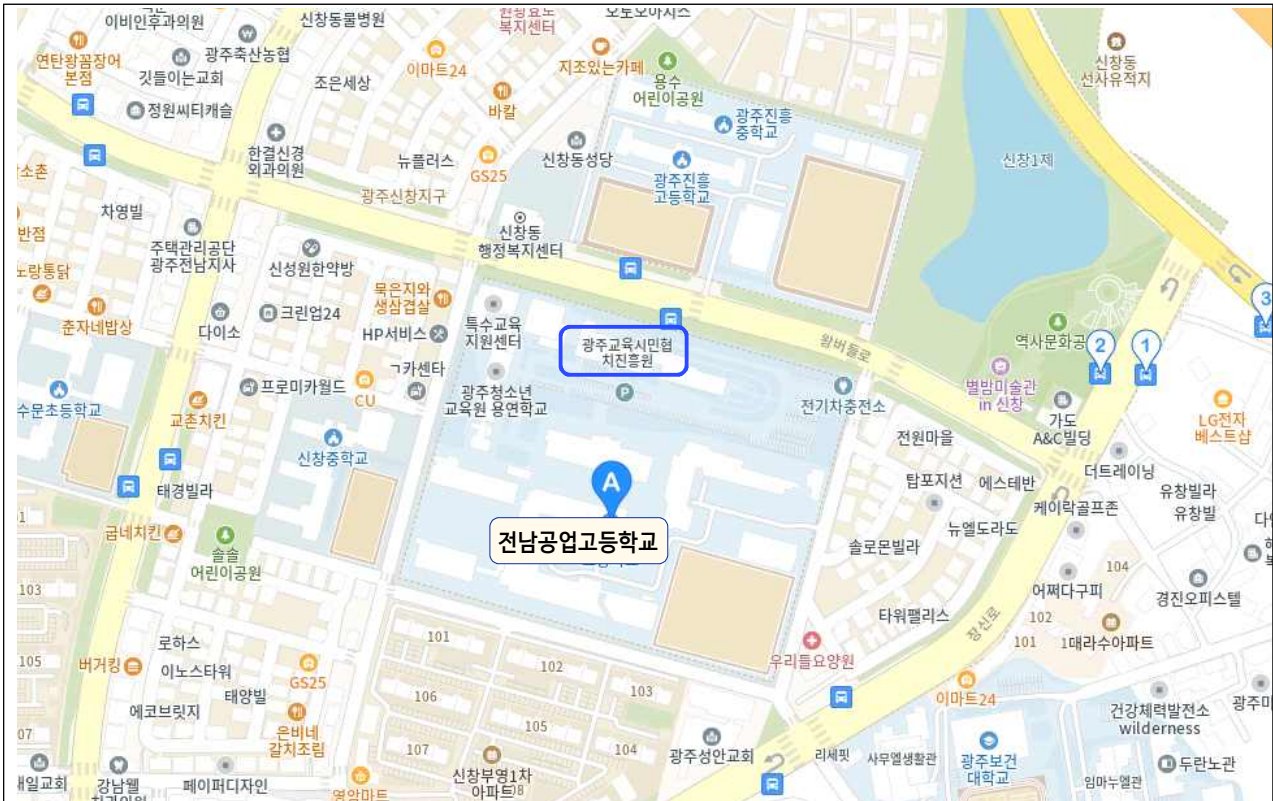 이비인후과의원
신창동물병원
복지센터
오토오아시스
연탄왕꼼장어
본점
광주축산농협
깃들이는교회
정원씨티캐슬
조은세상
이마트24
바칼
지조있는카페
용수
어린이공원
광주진흥
중학교
신창동
선사유적지
한결신경
외과의원
뉴플러스
GS25
신창동성당
광주진흥
고등학교
신창1제
광주신창지구
차영빌
반점
주택관리공단
광주전남지사
신성원한약방
신창동
행정복지센터
노랑통닭
춘자네밥상
다이소
크린업24
묵은지와
생삼겹살
HP서비스
특수교육
지원센터
광주교육시민협
치진흥원
왕버들로
역사문화공
2
1
3
수문초등학교
교촌치킨
프로미카월드
CU
ㄱ카센타
광주청소년
교육원 용연학교
P
전기차충전소
별밤미술관
in 신창
가도
A&C빌딩
LG전자
베스트샵
신창중학교
전원마을
더트레이닝
탑포지션
에스테반
태경빌라
A
유창빌라
유창빌
케이락골프존
뉴엘도라도
굽네치킨
전남공업고등학교
솔솔
어린이공원
솔로몬빌라
103
104
어쩌다구피
경진오피스텔
타워팰리스
장신로
102
101
1매라수아파트
로하스
101
102
103
105
버거킹
이노스타워
GS25
우리들요양원
태양빌
106
이마트24
에코브릿지
은비네
갈치조림
105
건강체력발전소
wilderness
07
107
104
광주성안교회
리세핏
사무엘생활관
광주보건
대학교
두란노관
강남웰
페이퍼디자인
영암마트
신창부영1차
아파트
임마누엘관